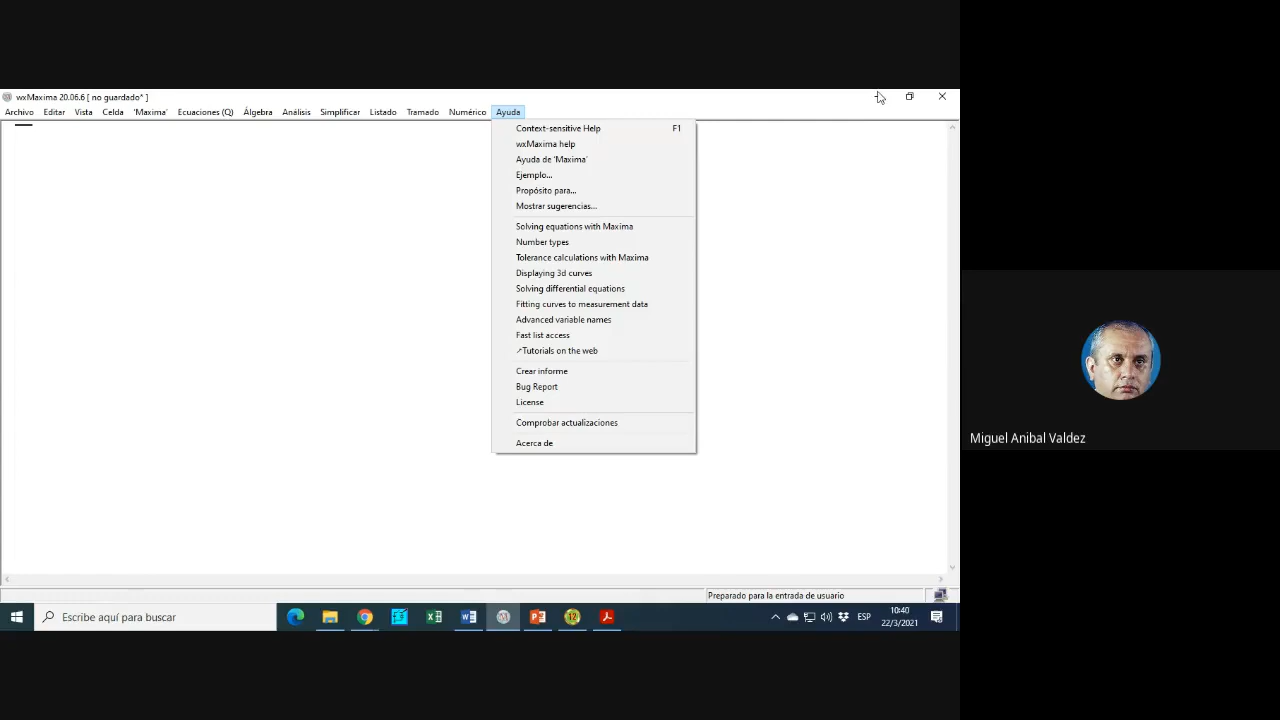 wxMaxima 20.06.6 [ no guardado* ]
Archivo Editar Vista Celda 'Maxima' Ecuaciones (Q) Álgebra Análisis Simplificar Listado Tramado Numérico Ayuda
Context-sensitive Help F1
wxMaxima help
Ayuda de 'Maxima'
Ejemplo...
Propósito para...
Mostrar sugerencias...
Solving equations with Maxima
Number types
Tolerance calculations with Maxima
Displaying 3d curves
Solving differential equations
Fitting curves to measurement data
Advanced variable names
Fast list access
↗Tutorials on the web
Crear informe
Bug Report
License
Comprobar actualizaciones
Acerca de
Miguel Anibal Valdez
Preparado para la entrada de usuario
Escribe aquí para buscar
12
ESP
10:40
22/3/2021